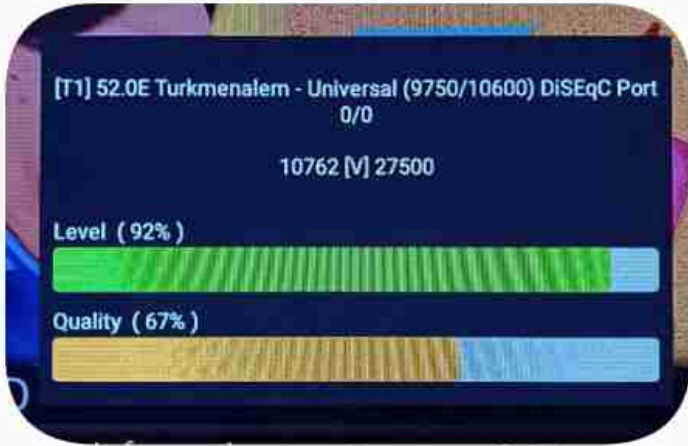 [T1] 52.0E Turkmenalem - Universal (9750/10600) DiSEqC Port
0/0
10762 [V] 27500
Level ( 92% )
Quality ( 67% )